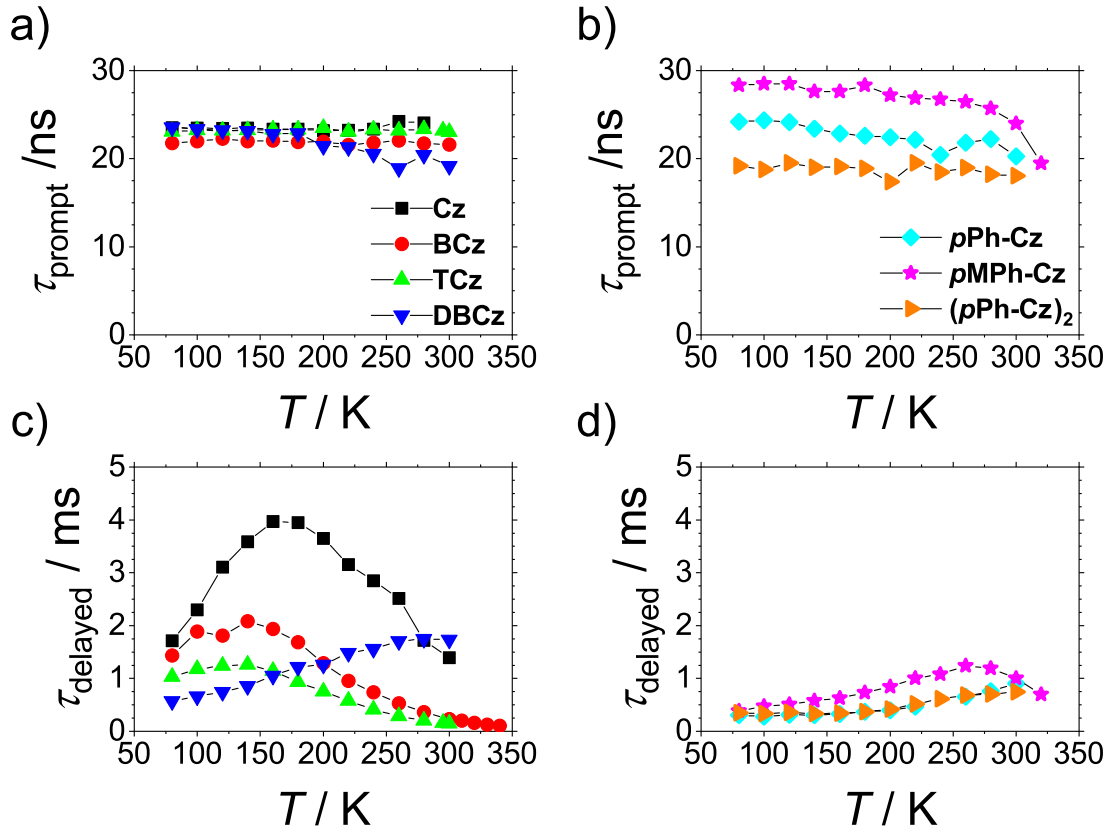 a)
τprompt /ns
30
20
10
0
Cz
BCz
TCz
DBCz
50 100 150 200 250 300 350
T / K
b)
τprompt /ns
30
20
10
0
pPh-Cz
pMPh-Cz
(pPh-Cz)2
50 100 150 200 250 300 350
T / K
c)
τdelayed / ms
5
4
3
2
1
0
50 100 150 200 250 300 350
T / K
d)
τdelayed / ms
5
4
3
2
1
0
50 100 150 200 250 300 350
T / K